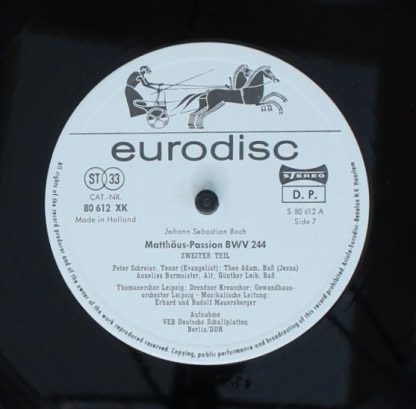 eurodisc
ST 33
CAT.-NR.
80 612 XK
Made in Holland
STEREO
D. P.
S 80 612 A
Side 7
Johann Sebastian Bach
Matthäus-Passion BWV 244
ZWEITER TEIL
Peter Schreier, Tenor (Evangelist); Theo Adam, Baß (Jesus)
Annelies Burmeister, Alt; Günther Leib, Baß
Thomanerchor Leipzig; Dresdner Kreuzchor; Gewandhaus-
orchester Leipzig - Musikalische Leitung:
Erhard und Rudolf Mauersberger
Aufnahme
VEB Deutsche Schallplatten
Berlin/DDR
All rights of the record producer and of the owner of the work reproduced reserved. Copying, public performance and broadcasting of this record prohibited. Ariola-Eurodisc-Benelux N.V. Haarlem